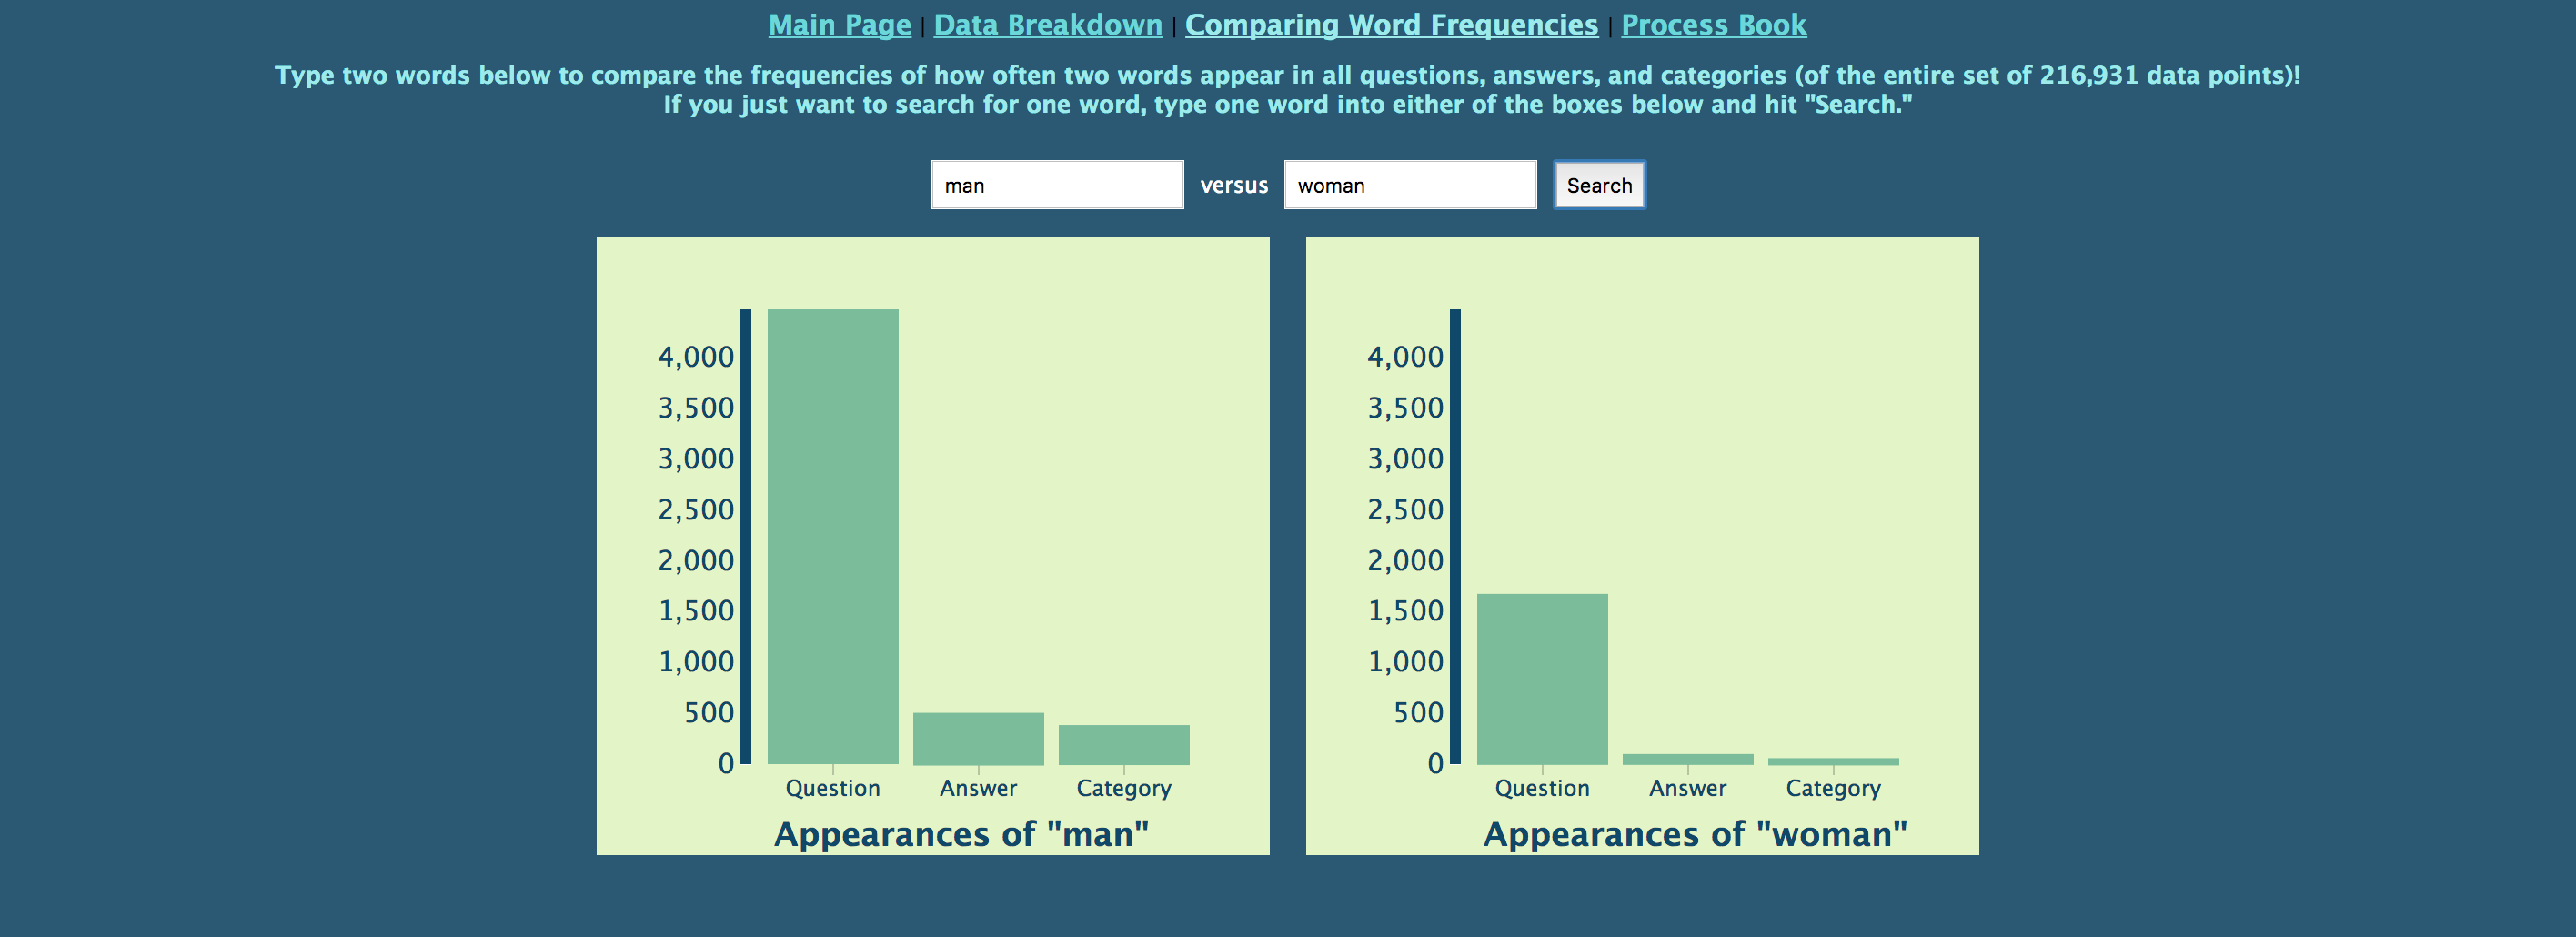 Main Page | Data Breakdown | Comparing Word Frequencies | Process Book
Type two words below to compare the frequencies of how often two words appear in all questions, answers, and categories (of the entire set of 216,931 data points)!
If you just want to search for one word, type one word into either of the boxes below and hit "Search."
man versus woman Search
4,000
3,500
3,000
2,500
2,000
1,500
1,000
500
0
Question Answer Category
Appearances of "man"
4,000
3,500
3,000
2,500
2,000
1,500
1,000
500
0
Question Answer Category
Appearances of "woman"